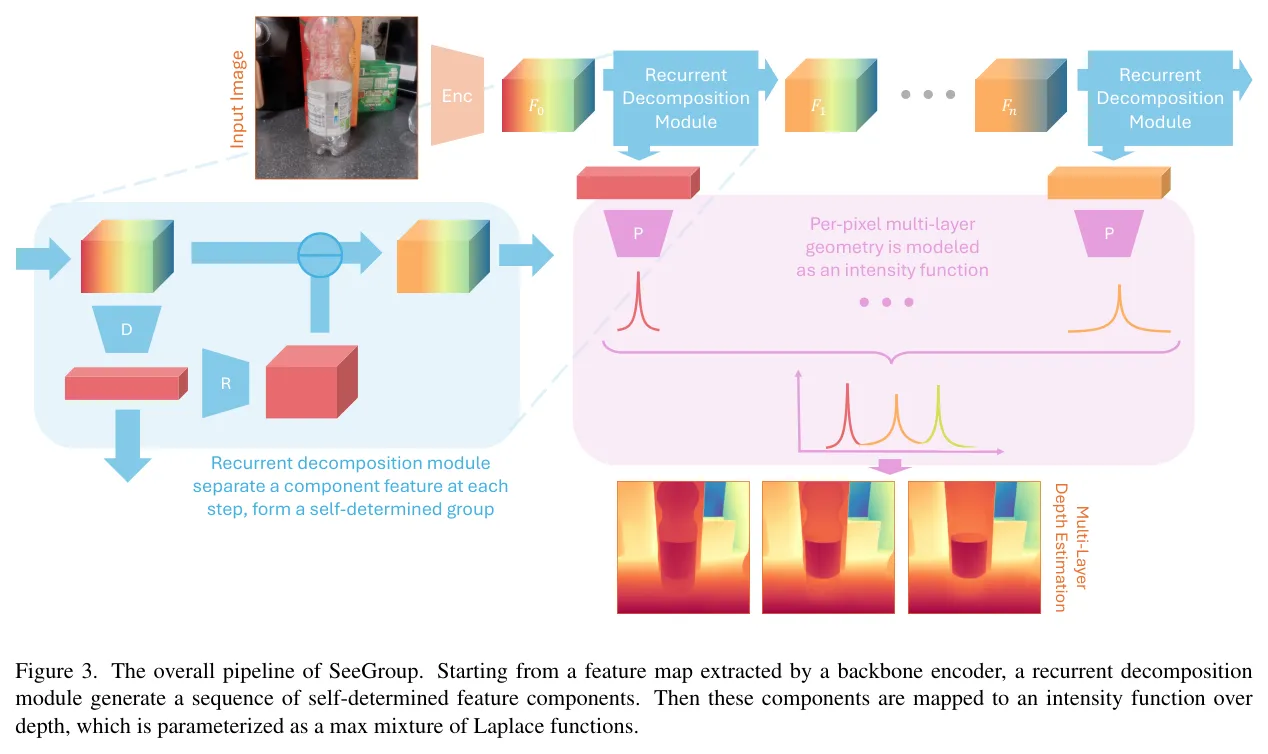 Input Image
Enc
F0
Recurrent
Decomposition
Module
F1
Fn
Recurrent
Decomposition
Module
P
Per-pixel multi-layer
geometry is modeled
as an intensity function
P
D
R
Recurrent decomposition module
separate a component feature at each
step, form a self-determined group
Multi-Layer
Depth Estimation
Figure 3. The overall pipeline of SeeGroup. Starting from a feature map extracted by a backbone encoder, a recurrent decomposition
module generate a sequence of self-determined feature components. Then these components are mapped to an intensity function over
depth, which is parameterized as a max mixture of Laplace functions.